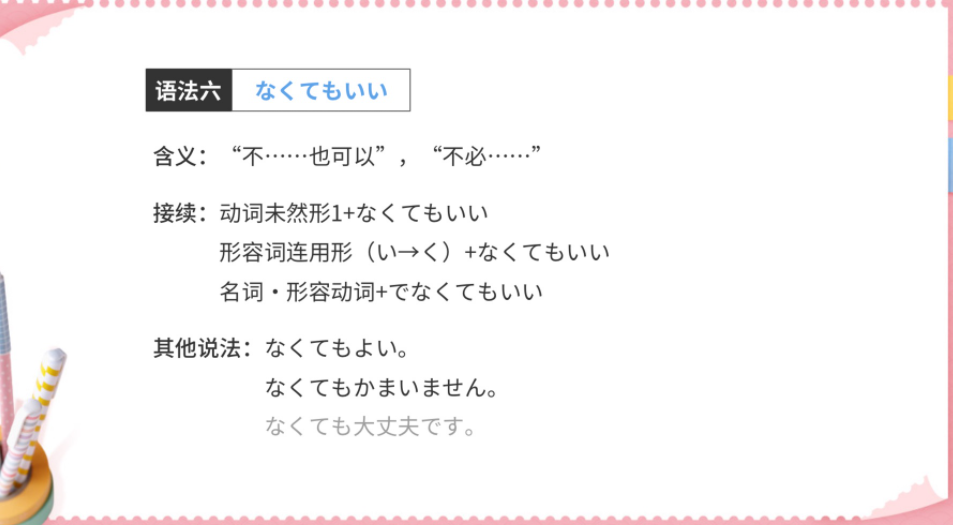 语法六 なくてもいい
含义：“不……也可以”，“不必……”
接续：动词未然形1+なくてもいい
形容词连用形（い→く）+なくてもいい
名词・形容动词+でなくてもいい
其他说法：なくてもよい。
なくてもかまいません。
なくても大丈夫です。